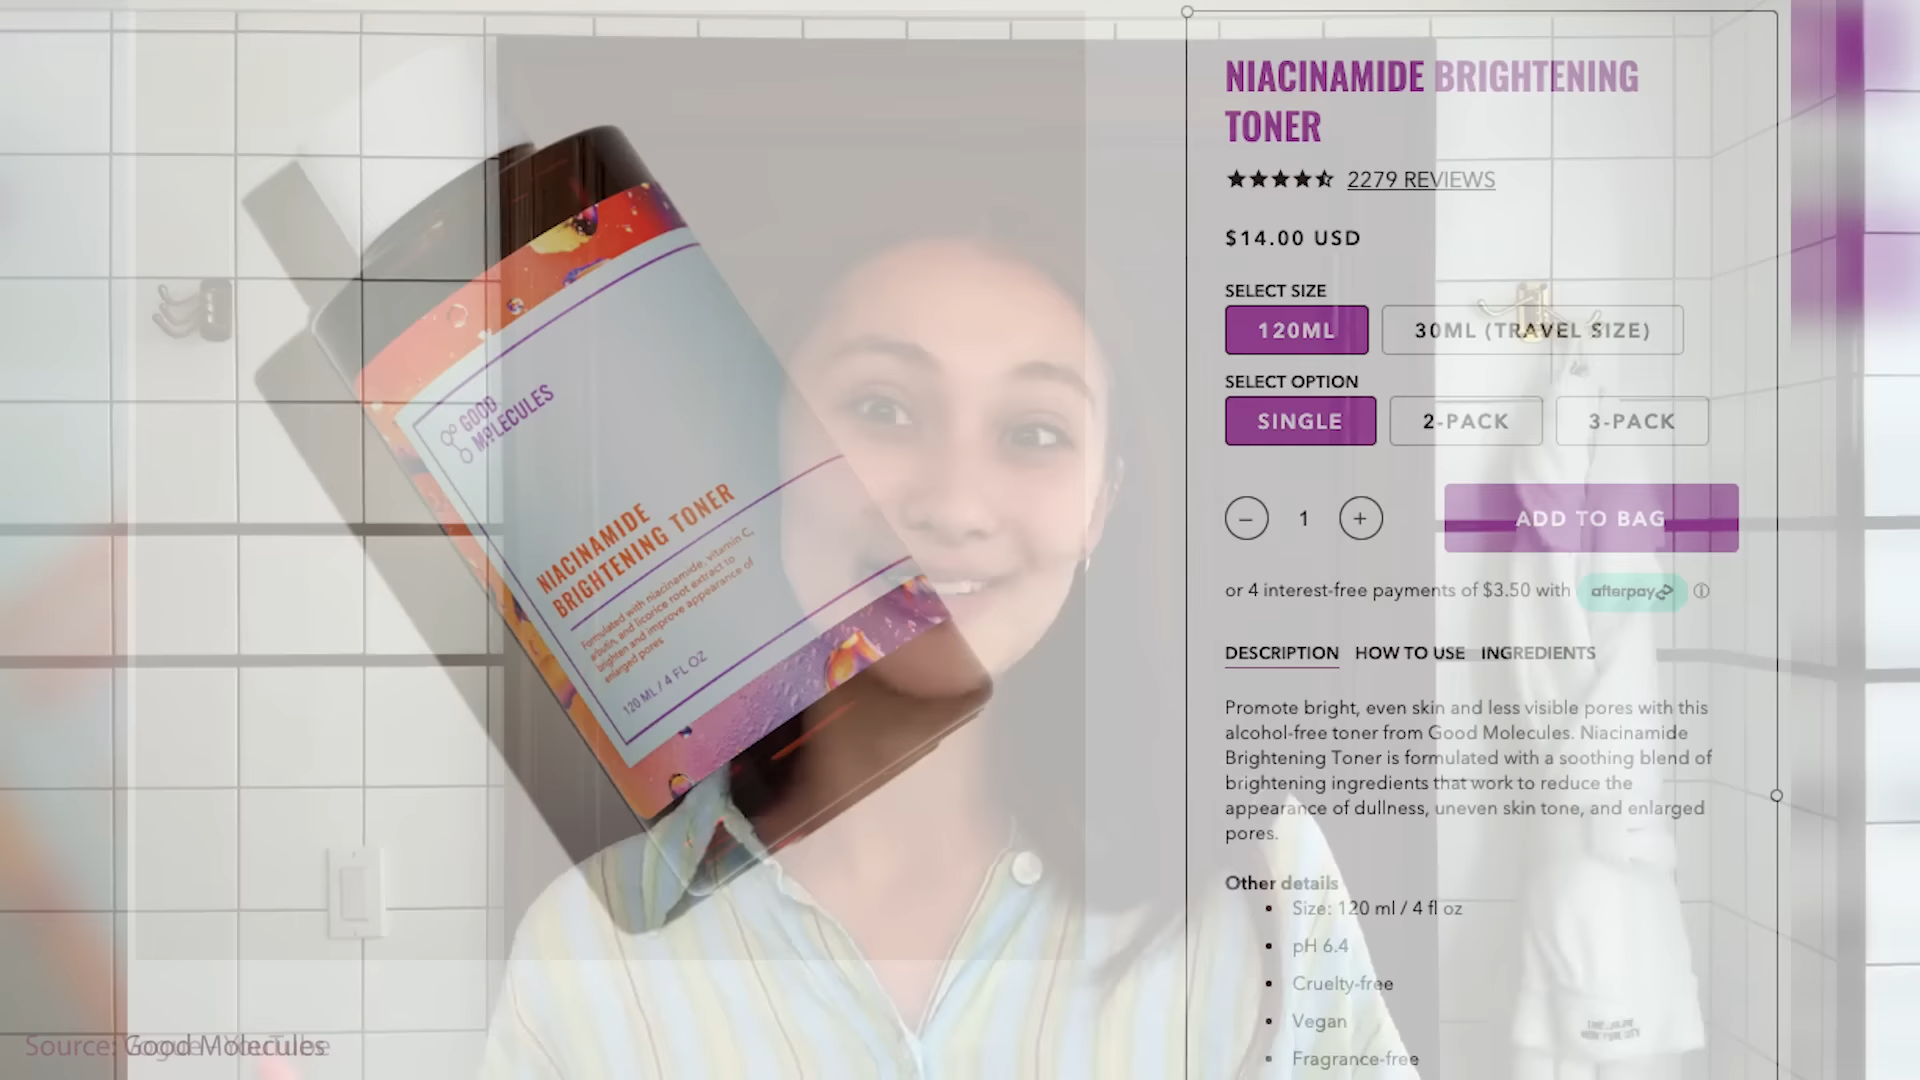 GOOD
MOLECULES
NIACINAMIDE
BRIGHTENING TONER
Formulated with niacinamide, vitamin C,
arbutin, and licorice root extract to
brighten and improve appearance of
enlarged pores
120 ML / 4 FL OZ
NIACINAMIDE BRIGHTENING
TONER
2279 REVIEWS
$14.00 USD
SELECT SIZE
120ML 30ML (TRAVEL SIZE)
SELECT OPTION
SINGLE 2-PACK 3-PACK
– 1 + ADD TO BAG
or 4 interest-free payments of $3.50 with afterpay
DESCRIPTION HOW TO USE INGREDIENTS
Promote bright, even skin and less visible pores with this
alcohol-free toner from Good Molecules. Niacinamide
Brightening Toner is formulated with a soothing blend of
brightening ingredients that work to reduce the
appearance of dullness, uneven skin tone, and enlarged
pores.
Other details
• Size: 120 ml / 4 fl oz
• pH 6.4
• Cruelty-free
• Vegan
• Fragrance-free
Source: Good Molecules